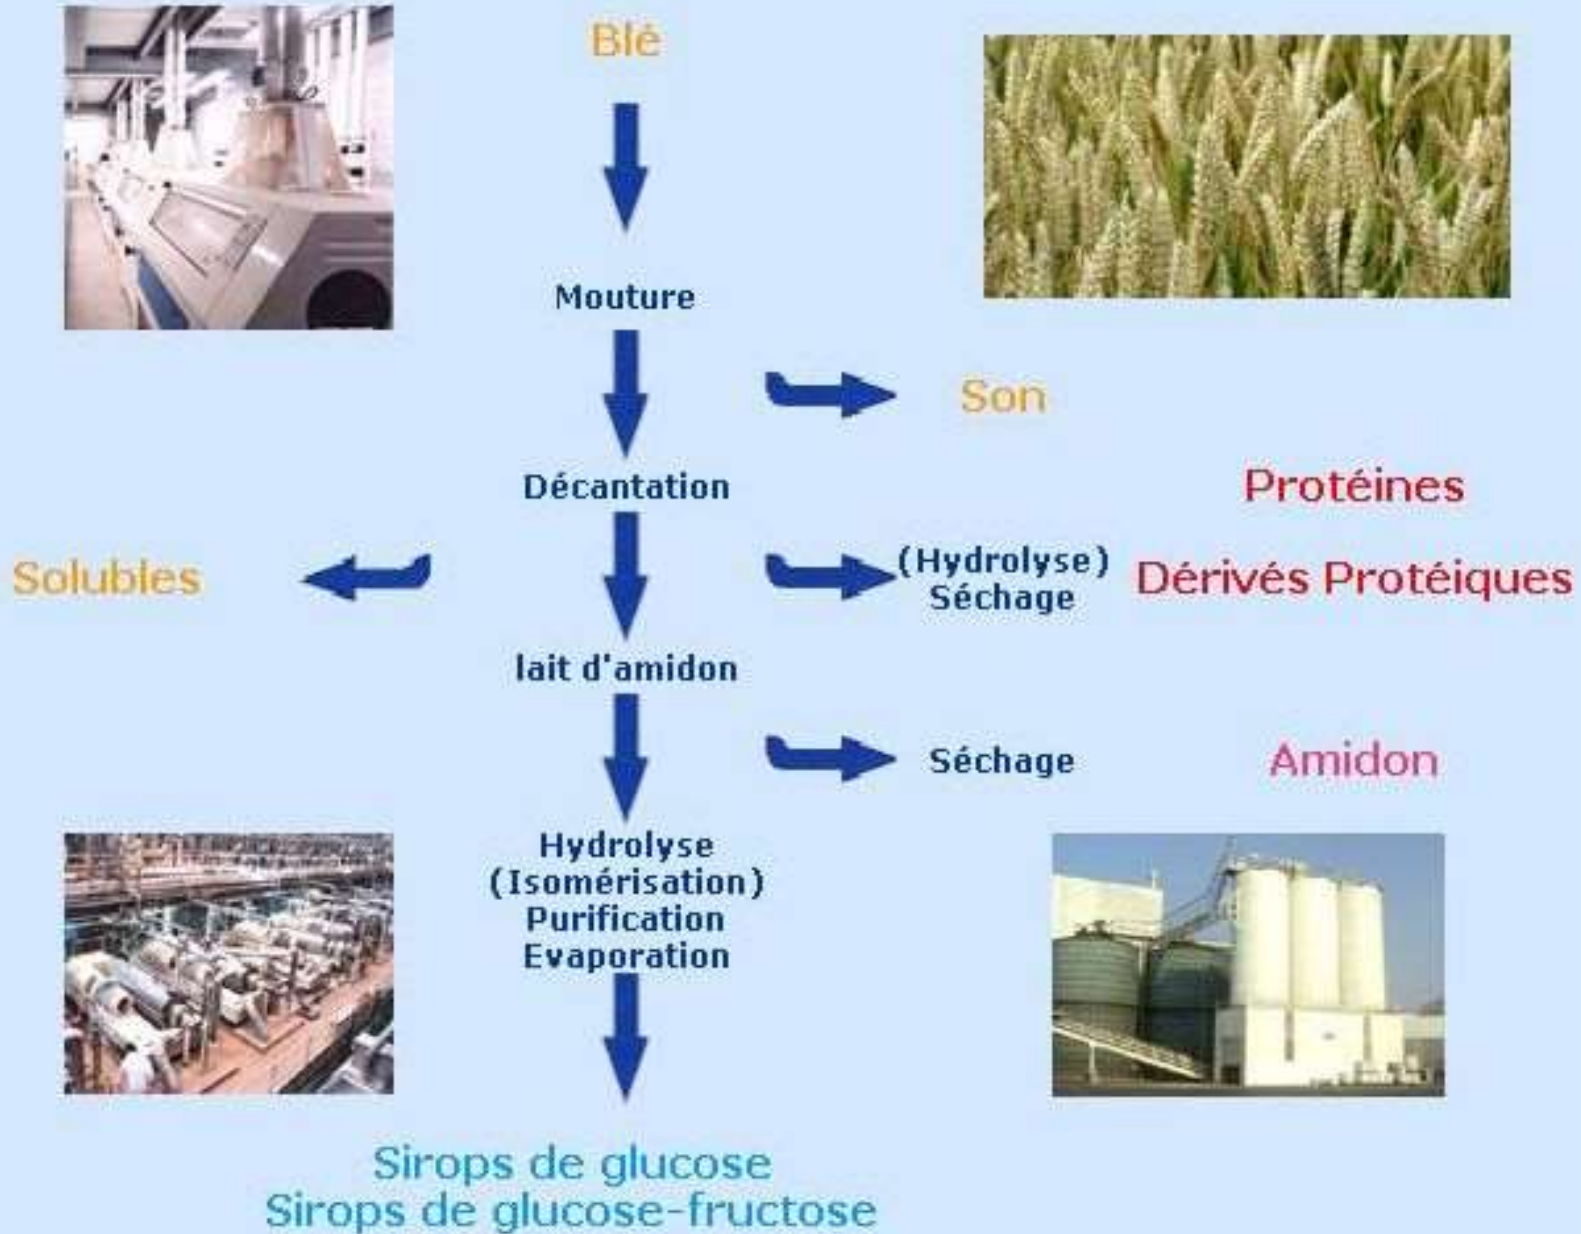 Blé
Mouture
Son
Décantation
Protéines
Solubles
(Hydrolyse)
Séchage
Dérivés Protéiques
lait d'amidon
Séchage
Amidon
Hydrolyse
(Isomérisation)
Purification
Evaporation
Sirops de glucose
Sirops de glucose-fructose